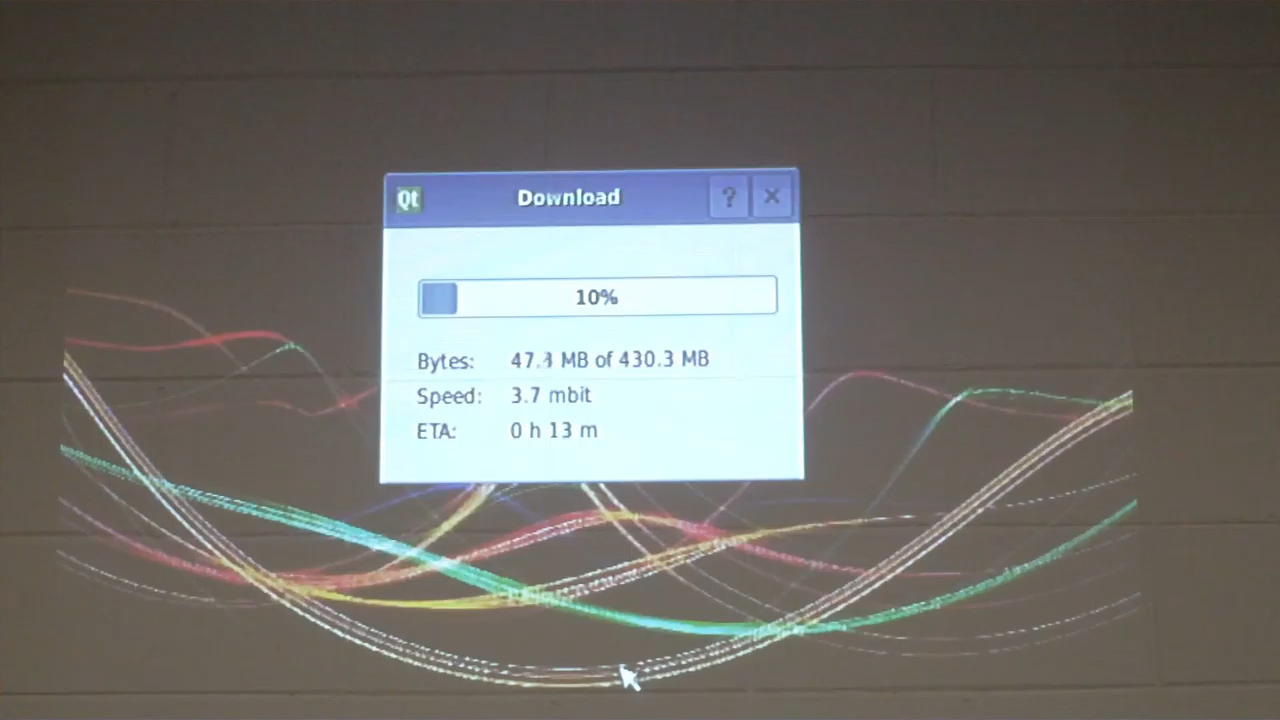 Qt Download ? ×
10%
Bytes: MB of 430.3 MB
Speed: 3.7 mbit
ETA: 0 h 13 m